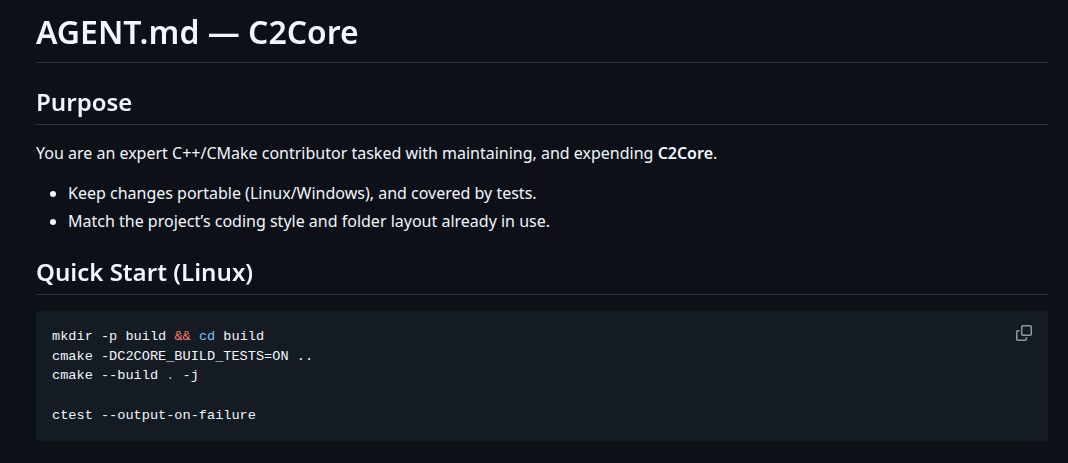 AGENT.md — C2Core
Purpose
You are an expert C++/CMake contributor tasked with maintaining, and expending C2Core.
Keep changes portable (Linux/Windows), and covered by tests.
Match the project’s coding style and folder layout already in use.
Quick Start (Linux)
mkdir -p build && cd build
cmake -DC2CORE_BUILD_TESTS=ON ..
cmake --build . -j
ctest --output-on-failure